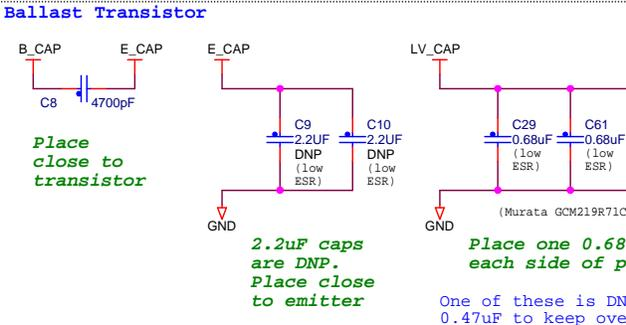 Ballast Transistor
B_CAP
E_CAP
E_CAP
LV_CAP
C8
4700pF
C9
2.2UF
DNP
(low
ESR)
C10
2.2UF
DNP
(low
ESR)
C29
0.68uF
(low
ESR)
C61
0.68uF
(low
ESR)
Place
close to
transistor
GND
GND
(Murata GCM219R71C
2.2uF caps
are DNP.
Place close
to emitter
Place one 0.68
each side of p
One of these is DN
0.47uF to keep ove